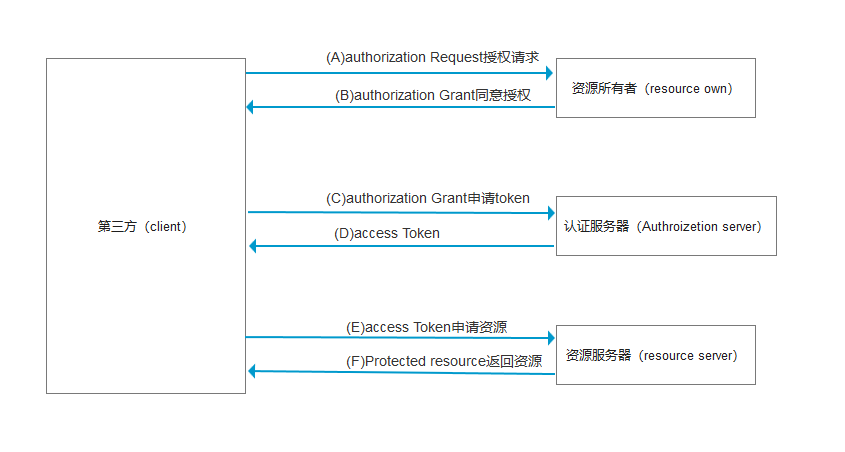 (A)authorization Request授权请求
资源所有者（resource own）
(B)authorization Grant同意授权
第三方（client）
(C)authorization Grant申请token
认证服务器（Authroizetion server）
(D)access Token
(E)access Token申请资源
资源服务器（resource server）
(F)Protected resource返回资源